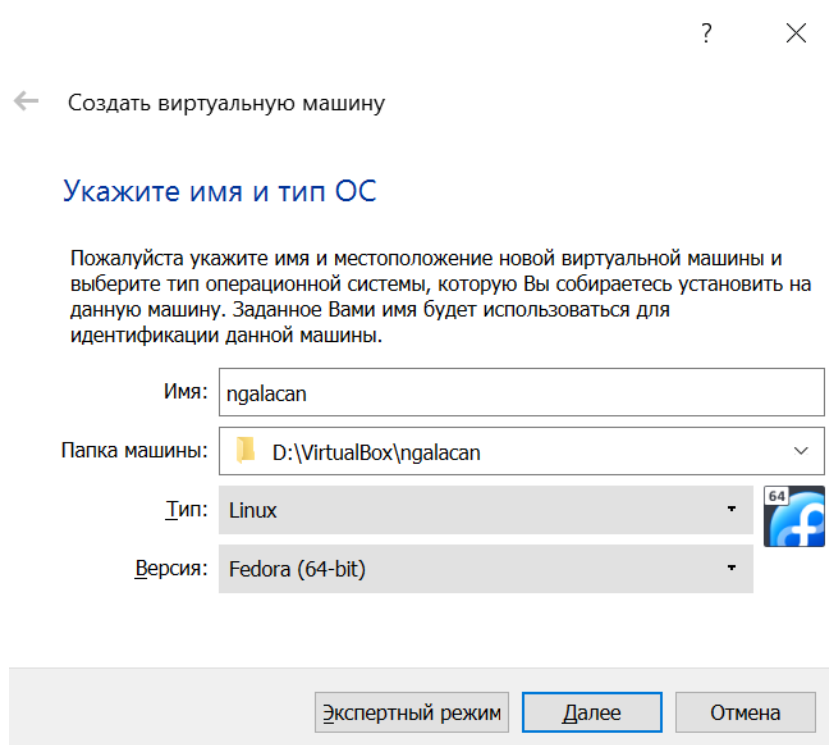 ?
Создать виртуальную машину
Укажите имя и тип ОС
Пожалуйста укажите имя и местоположение новой виртуальной машины и
выберите тип операционной системы, которую Вы собираетесь установить на
данную машину. Заданное Вами имя будет использоваться для
идентификации данной машины.
Имя: ngalacan
Папка машины: D:\VirtualBox\ngalacan
Тип: Linux
64
Версия: Fedora (64-bit)
Экспертный режим Далее Отмена